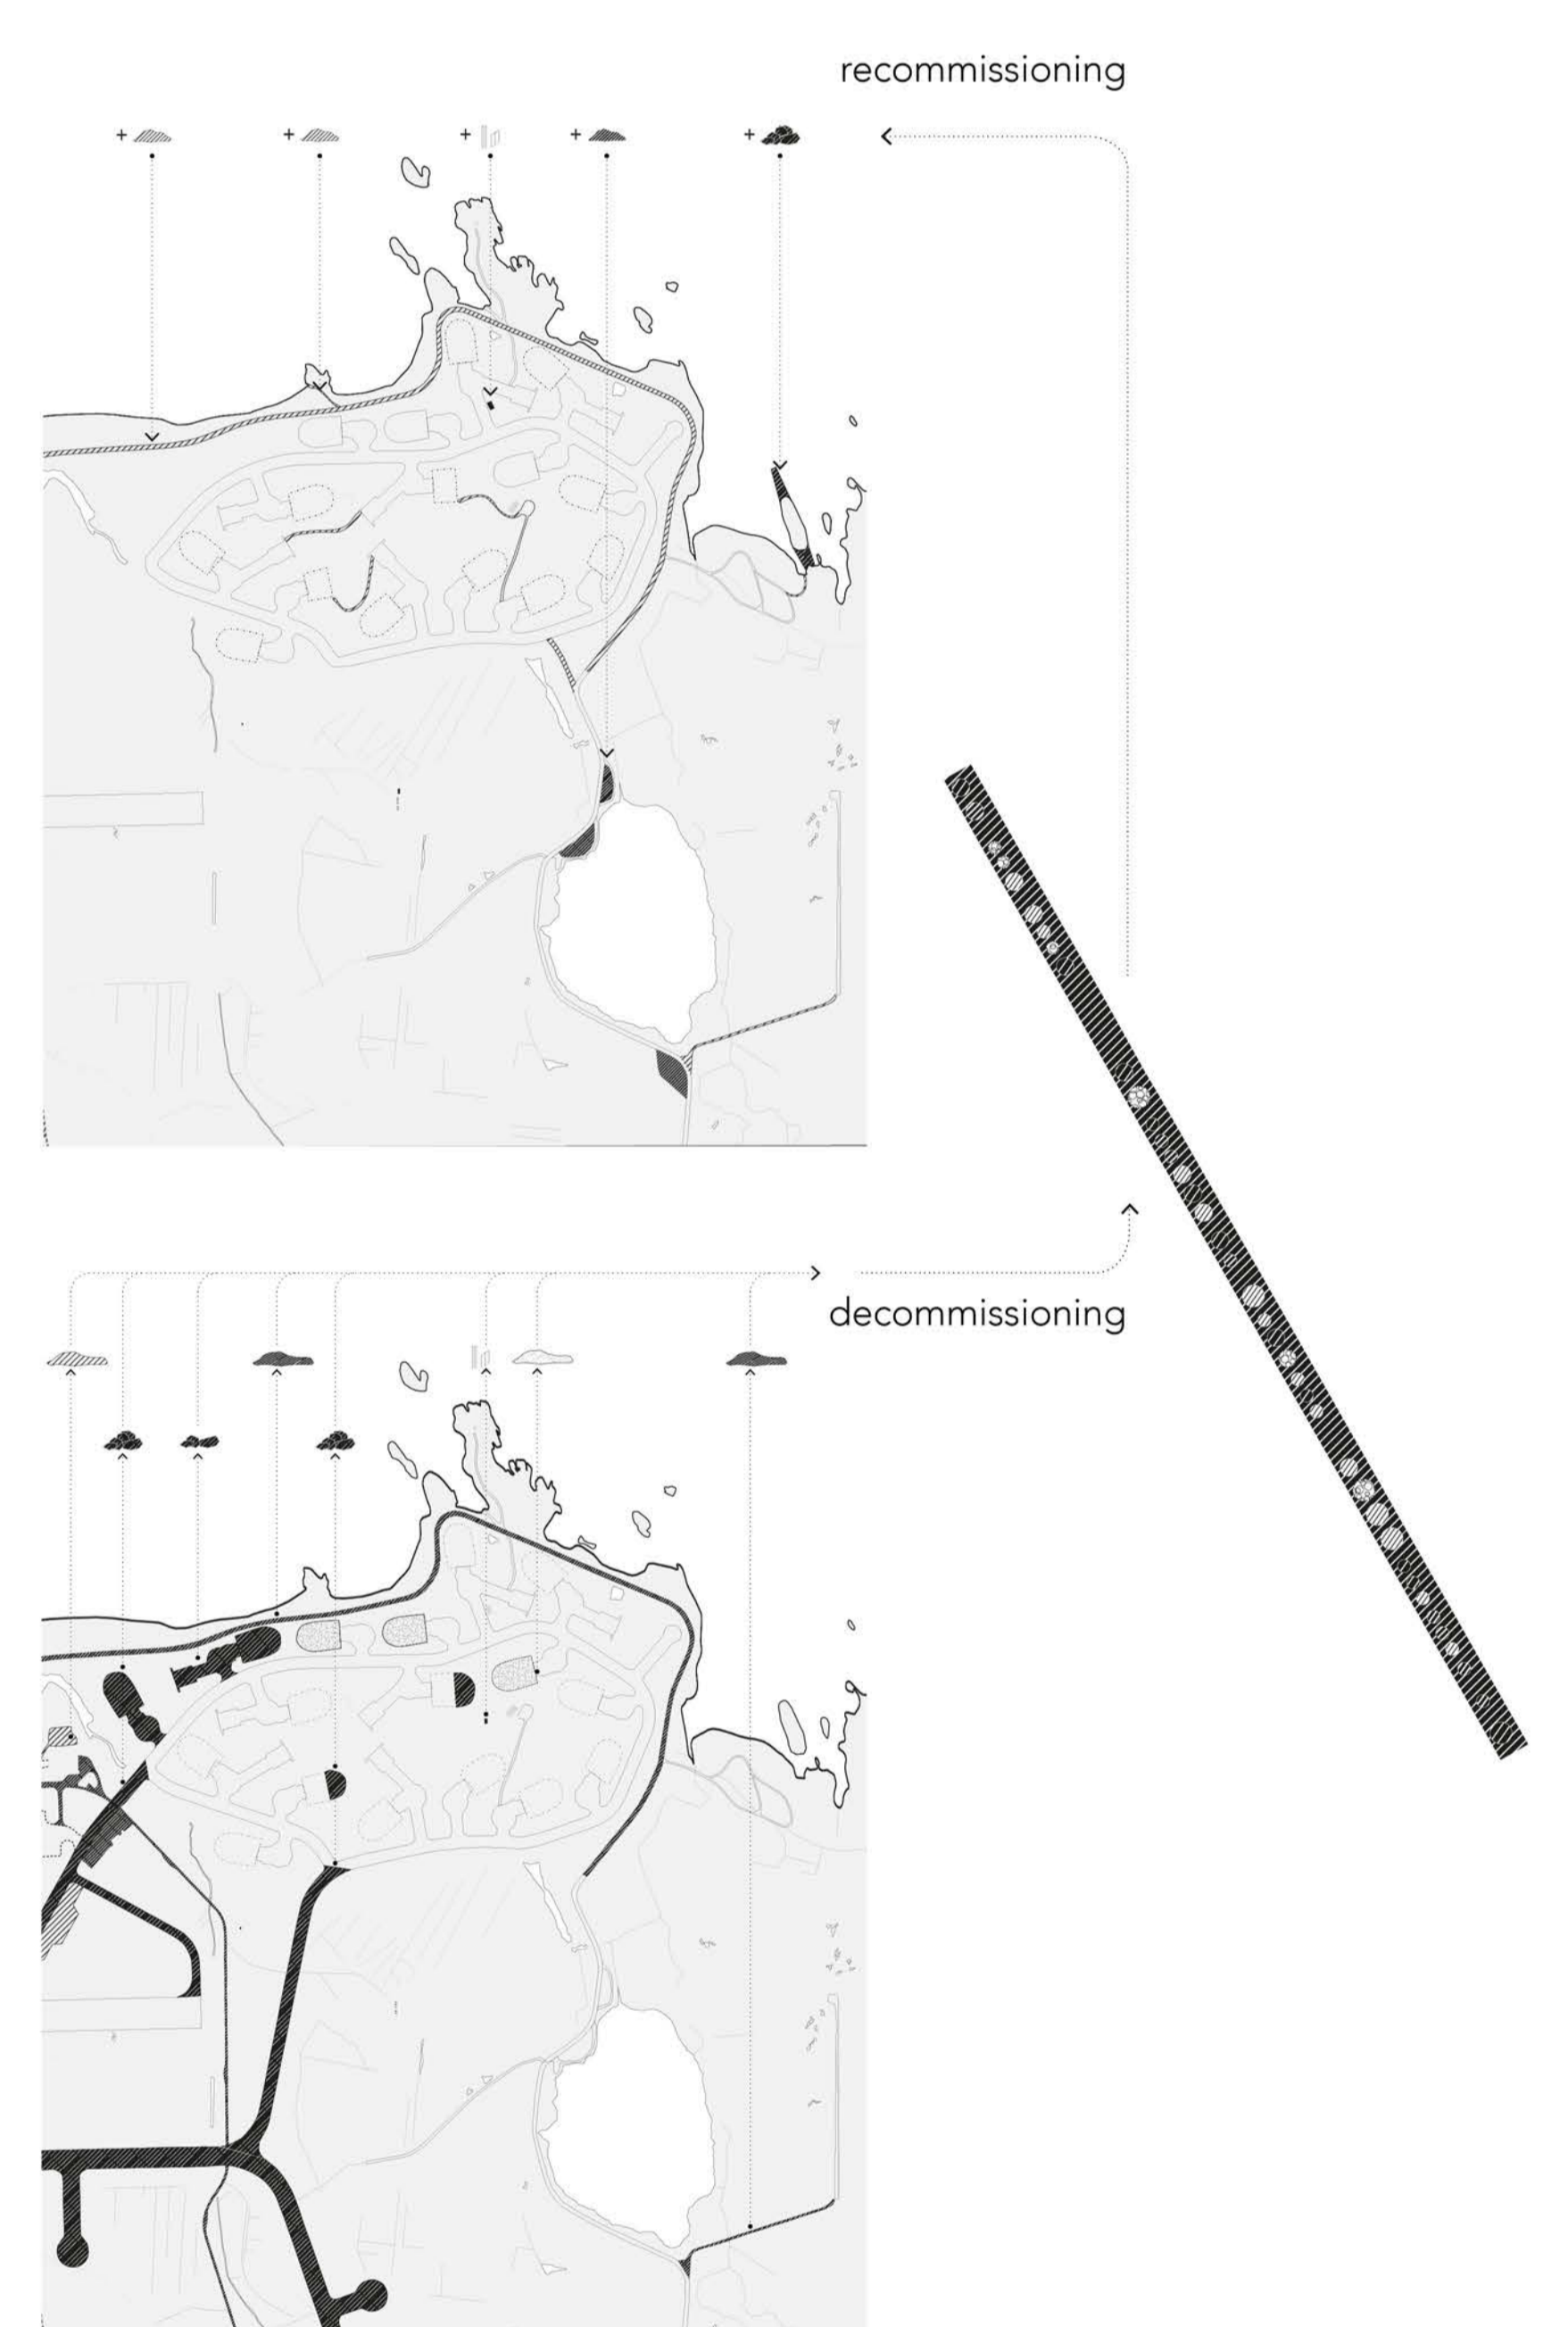 recommissioning
+
+
+
+
+
decommissioning